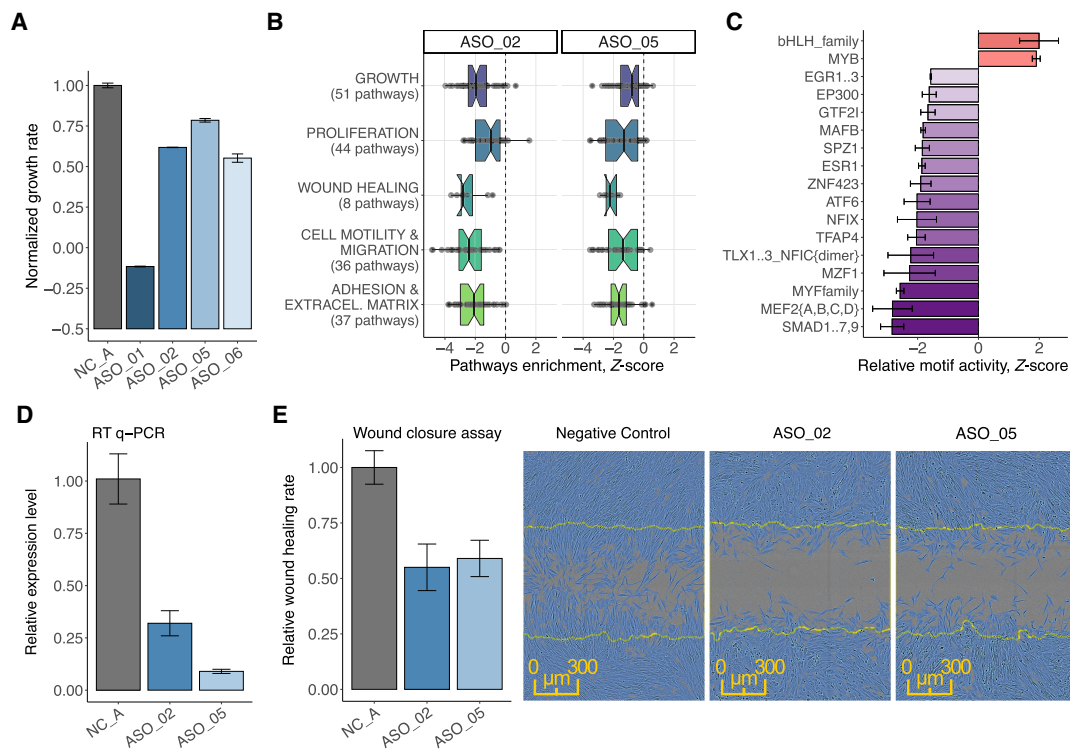 A
Normalized growth rate
1.00
0.75
0.50
0.25
0.00
−0.25
−0.5
NC_A
ASO_01
ASO_02
ASO_05
ASO_06
B
ASO_02
ASO_05
GROWTH
(51 pathways)
PROLIFERATION
(44 pathways)
WOUND HEALING
(8 pathways)
CELL MOTILITY &
MIGRATION
(36 pathways)
ADHESION &
EXTRACEL. MATRIX
(37 pathways)
−4 −2 0 2
−4 −2 0 2
Pathways enrichment, Z-score
C
bHLH_family
MYB
EGR1..3
EP300
GTF2I
MAFB
SPZ1
ESR1
ZNF423
ATF6
NFIX
TFAP4
TLX1..3_NFIC{dimer}
MZF1
MYFfamily
MEF2{A,B,C,D}
SMAD1..7,9
−2 0 2
Relative motif activity, Z-score
D
RT q−PCR
Relative expression level
1.00
0.75
0.50
0.25
0.00
NC_A
ASO_02
ASO_05
E
Wound closure assay
Relative wound healing rate
1.00
0.75
0.50
0.25
0.00
NC_A
ASO_02
ASO_05
Negative Control
ASO_02
ASO_05
0 300
µm
0 300
µm
0 300
µm